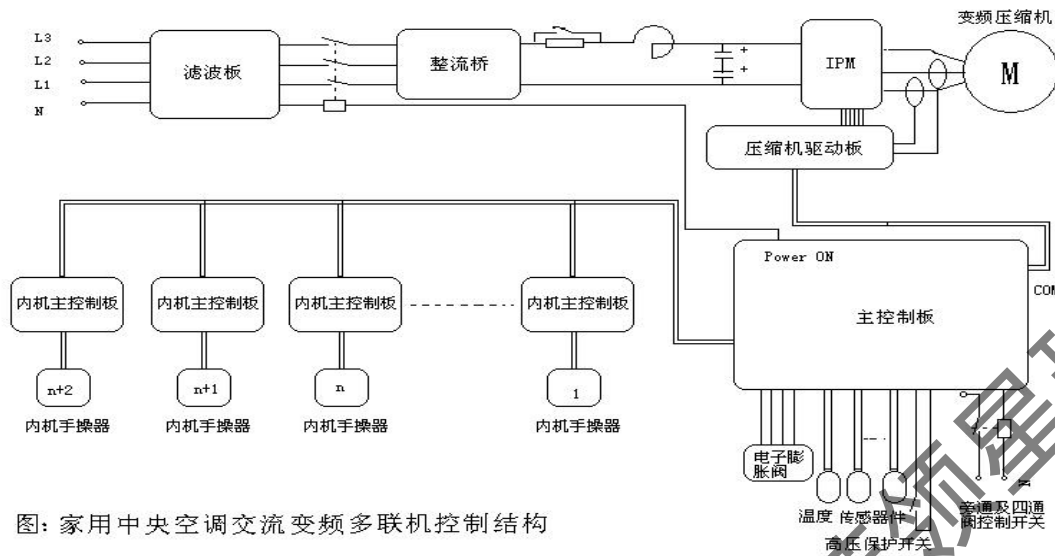 变频压缩机
L3
L2
L1
N
滤波板
整流桥
+
+
IPM
M
压缩机驱动板
Power ON
COM
主控制板
内机主控制板
内机主控制板
内机主控制板
内机主控制板
n+2
n+1
n
1
内机手操器
内机手操器
内机手操器
内机手操器
电子膨
胀阀
温度 传感器件
高压保护开关
N
旁通及四通
阀控制开关
图:家用中央空调交流变频多联机控制结构
领星